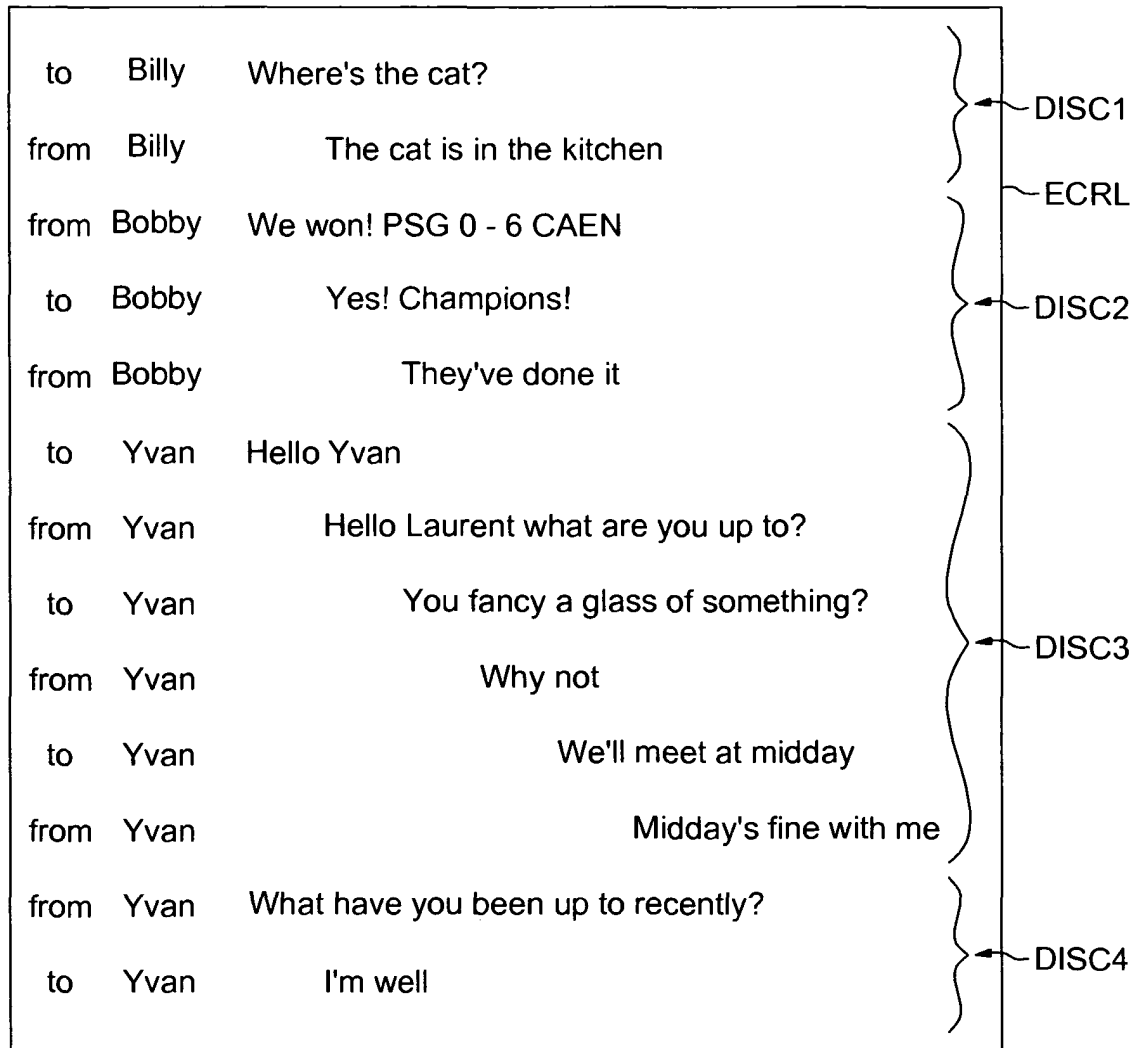 to Billy Where's the cat?
DISC1
from Billy The cat is in the kitchen
ECRL
from Bobby We won! PSG 0 - 6 CAEN
to Bobby Yes! Champions!
DISC2
from Bobby They've done it
to Yvan Hello Yvan
from Yvan Hello Laurent what are you up to?
to Yvan You fancy a glass of something?
DISC3
from Yvan Why not
to Yvan We'll meet at midday
from Yvan Midday's fine with me
from Yvan What have you been up to recently?
DISC4
to Yvan I'm well